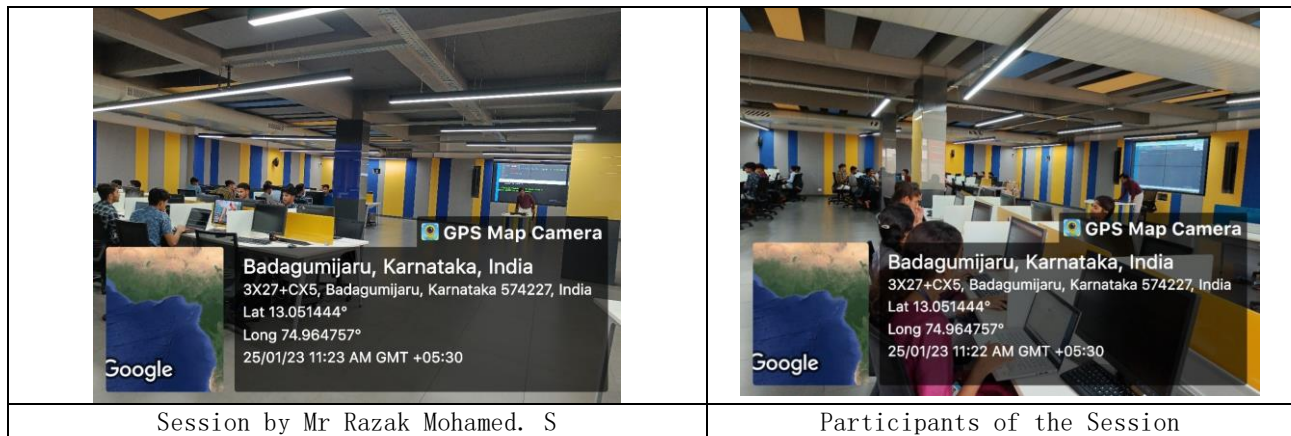 GPS Map Camera
Badagumijaru, Karnataka, India
3X27+CX5, Badagumijaru, Karnataka 574227, India
Lat 13.051444°
Long 74.964757°
25/01/23 11:23 AM GMT +05:30
Google
Session by Mr Razak Mohamed. S
GPS Map Camera
Badagumijaru, Karnataka, India
3X27+CX5, Badagumijaru, Karnataka 574227, India
Lat 13.051444°
Long 74.964757°
25/01/23 11:22 AM GMT +05:30
Google
Participants of the Session